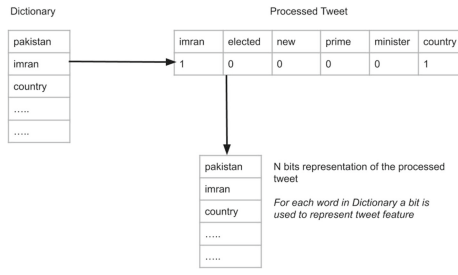 Dictionary
Processed Tweet
pakistan
imran
country
…..
…..
imran elected new prime minister country
1 0 0 0 0 1
pakistan
imran
country
…..
…..
N bits representation of the processed
tweet
For each word in Dictionary a bit is
used to represent tweet feature